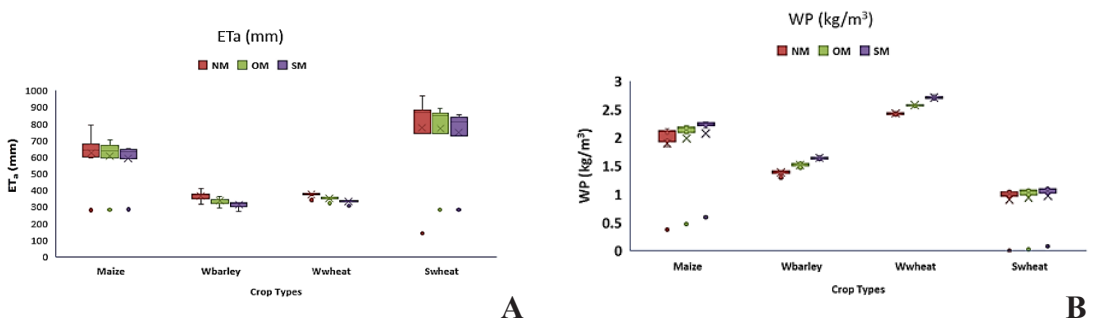 ETa (mm)
NM OM SM
1000
900
800
700
600
500
400
300
200
100
0
ETa (mm)
Maize Wbarley Wwheat Swheat
Crop Types
A
WP (kg/m³)
NM OM SM
3
2.5
2
1.5
1
0.5
0
WP (kg/m³)
Maize Wbarley Wwheat Swheat
Crop Types
B